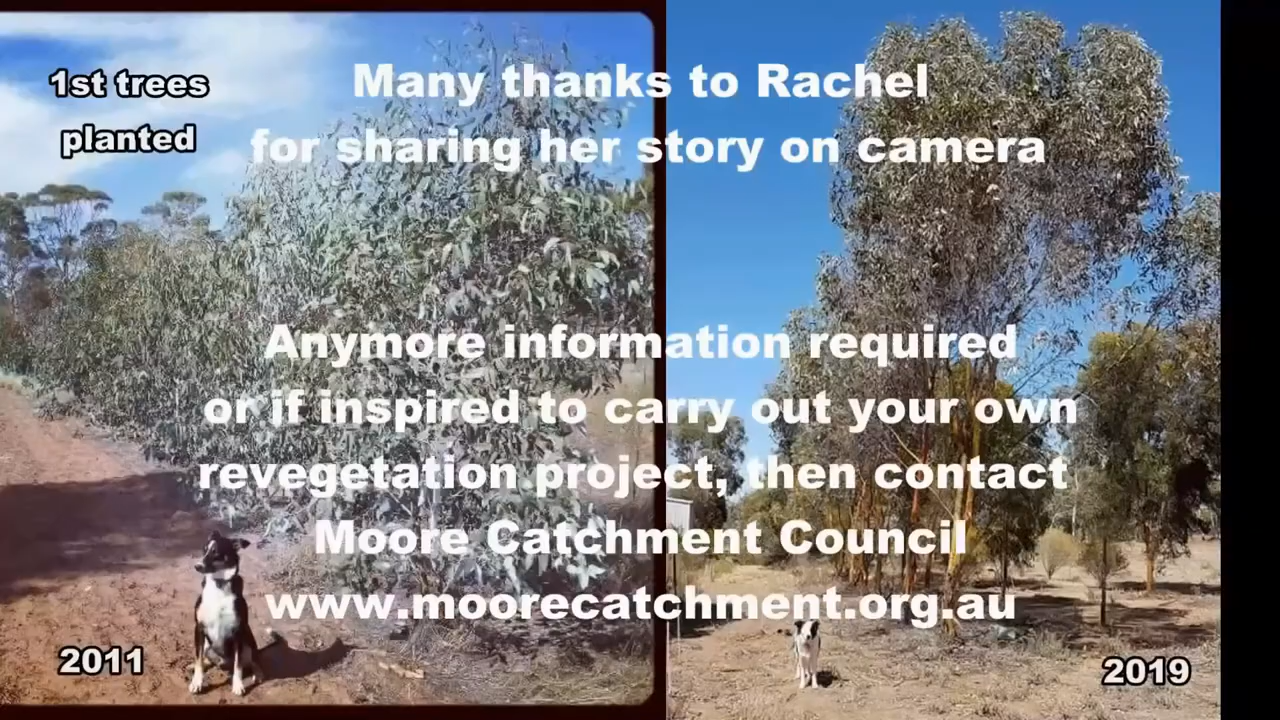 1st trees
planted
Many thanks to Rachel
for sharing her story on camera
Anymore information required
or if inspired to carry out your own
revegetation project, then contact
Moore Catchment Council
www.moorecatchment.org.au
2011
2019